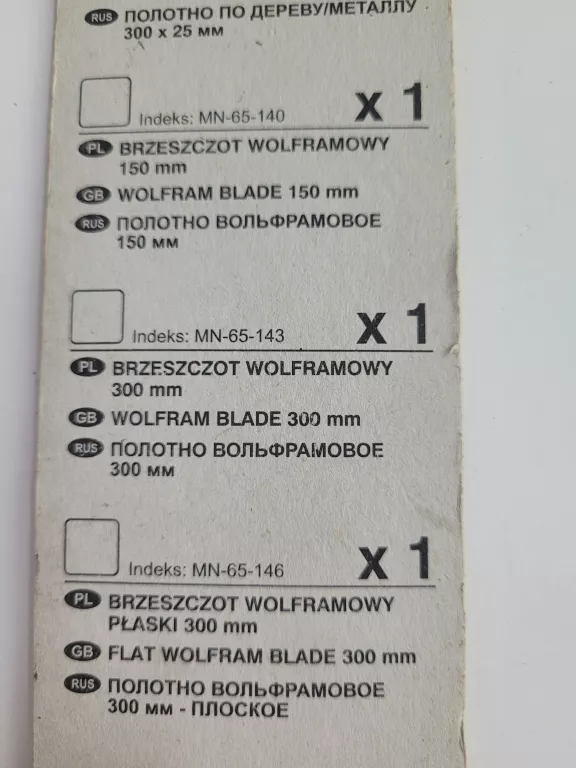 RUS ПОЛОТНО ПО ДЕРЕВУ/МЕТАЛЛУ
300 x 25 мм
Indeks: MN-65-140 x 1
PL BRZESZCZOT WOLFRAMOWY
150 mm
GB WOLFRAM BLADE 150 mm
RUS ПОЛОТНО ВОЛЬФРАМОВОЕ
150 мм
Indeks: MN-65-143 x 1
PL BRZESZCZOT WOLFRAMOWY
300 mm
GB WOLFRAM BLADE 300 mm
RUS ПОЛОТНО ВОЛЬФРАМОВОЕ
300 мм
Indeks: MN-65-146 x 1
PL BRZESZCZOT WOLFRAMOWY
PŁASKI 300 mm
GB FLAT WOLFRAM BLADE 300 mm
RUS ПОЛОТНО ВОЛЬФРАМОВОЕ
300 мм - ПЛОСКОЕ